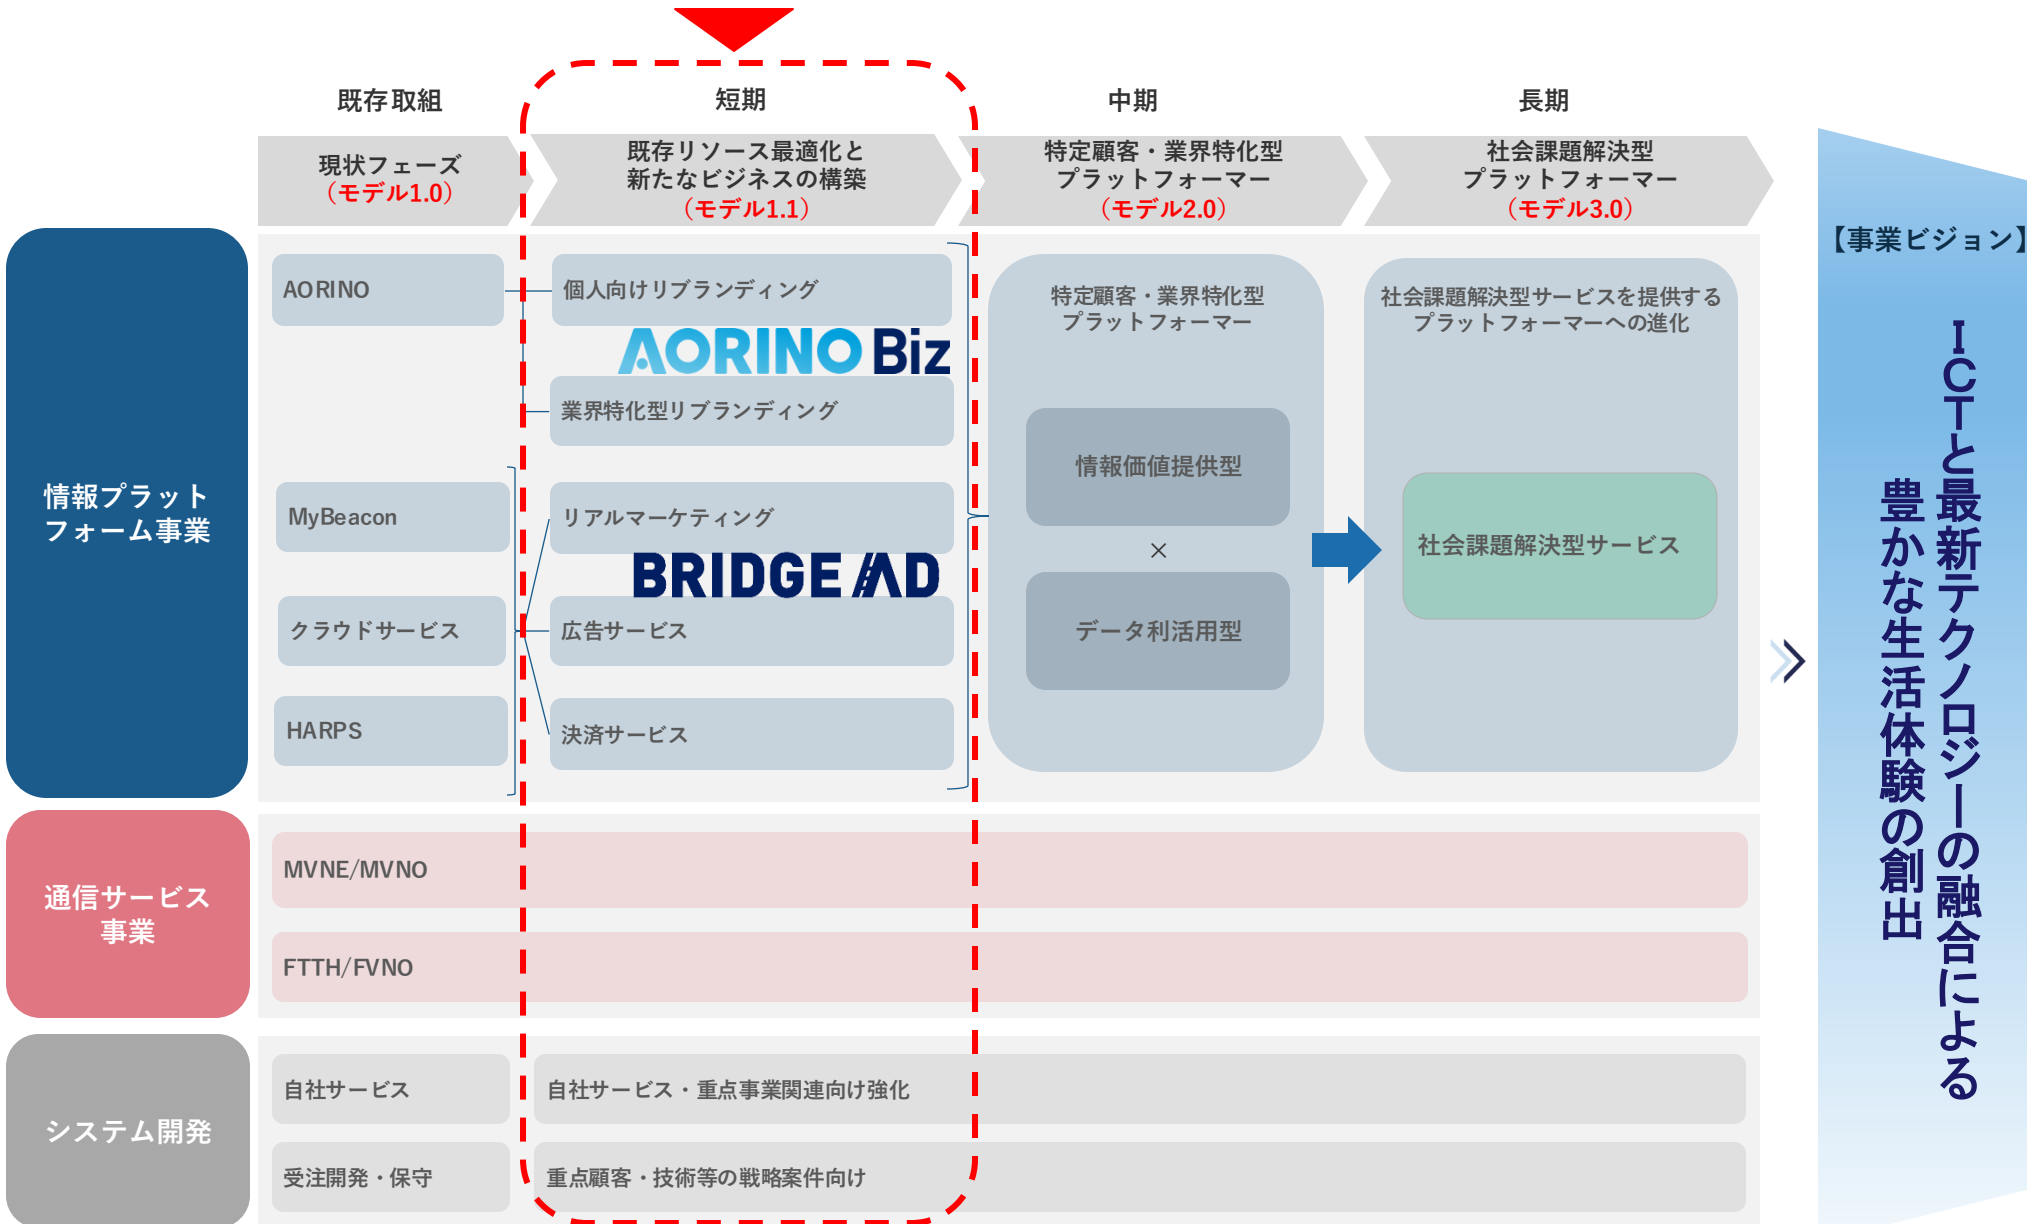 既存取組
短期
中期
長期
現状フェーズ
（モデル1.0）
既存リソース最適化と
新たなビジネスの構築
（モデル1.1）
特定顧客・業界特化型
プラットフォーマー
（モデル2.0）
社会課題解決型
プラットフォーマー
（モデル3.0）
情報プラット
フォーム事業
AORINO
個人向けリブランディング
AORINO Biz
業界特化型リブランディング
MyBeacon
リアルマーケティング
BRIDGE AD
クラウドサービス
広告サービス
HARPS
決済サービス
特定顧客・業界特化型
プラットフォーマー
情報価値提供型
×
データ利活用型
社会課題解決型サービスを提供する
プラットフォーマーへの進化
社会課題解決型サービス
通信サービス
事業
MVNE/MVNO
FTTH/FVNO
システム開発
自社サービス
自社サービス・重点事業関連向け強化
受注開発・保守
重点顧客・技術等の戦略案件向け
【事業ビジョン】
ICTと最新テクノロジーの融合による
豊かな生活体験の創出